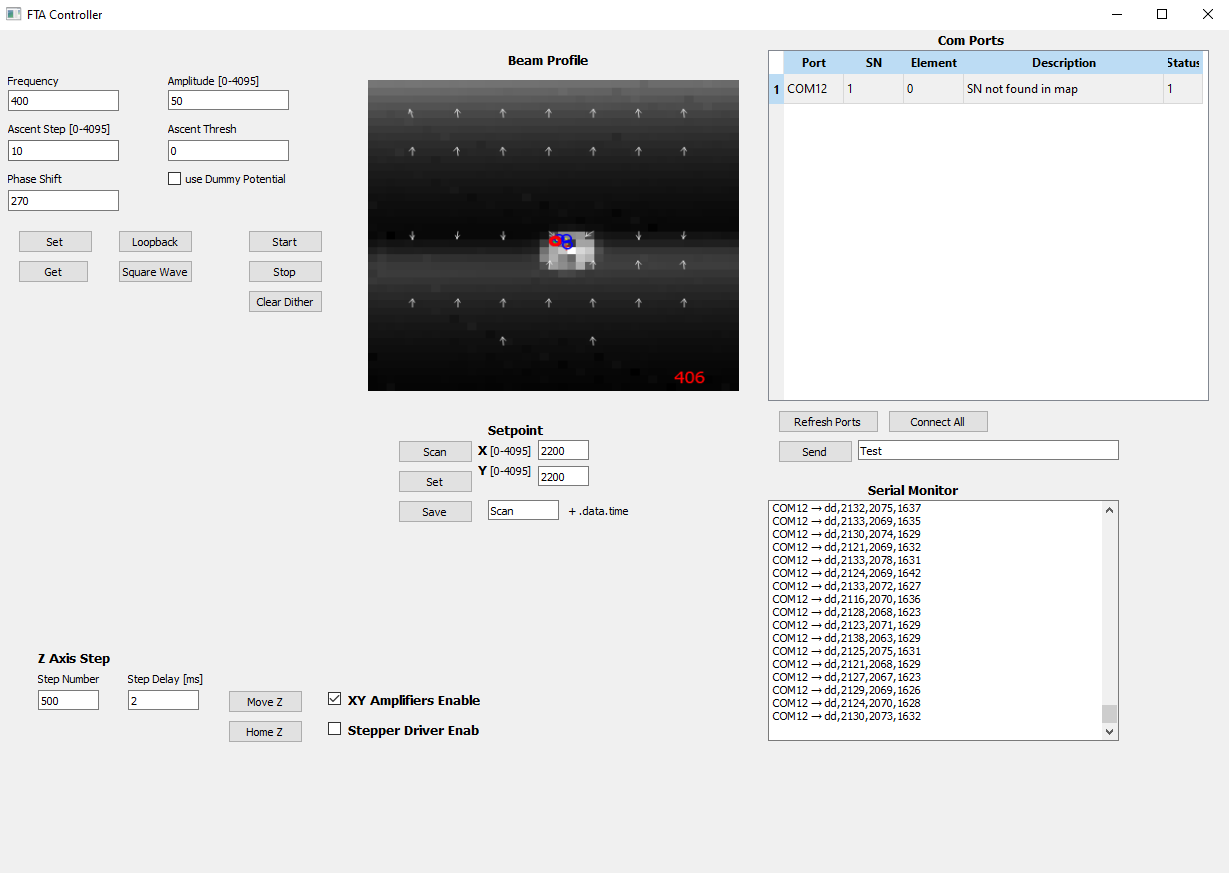 FTA Controller
Com Ports
Beam Profile
Port SN Element Description Status
1 COM12 1 0 SN not found in map 1
Frequency Amplitude [0-4095]
400 50
Ascent Step [0-4095] Ascent Thresh
10 0
Phase Shift use Dummy Potential
270
Set Loopback Start
Get Square Wave Stop
Clear Dither
406
Setpoint
Scan X [0-4095] 2200
Set Y [0-4095] 2200
Save Scan + .data.time
Refresh Ports Connect All
Send Test
Serial Monitor
COM12 → dd,2132,2075,1637
COM12 → dd,2133,2069,1635
COM12 → dd,2130,2074,1629
COM12 → dd,2121,2069,1632
COM12 → dd,2133,2078,1631
COM12 → dd,2124,2069,1642
COM12 → dd,2133,2072,1627
COM12 → dd,2116,2070,1636
COM12 → dd,2128,2068,1623
COM12 → dd,2123,2071,1629
COM12 → dd,2138,2063,1629
COM12 → dd,2125,2075,1631
COM12 → dd,2121,2068,1629
COM12 → dd,2127,2067,1623
COM12 → dd,2129,2069,1626
COM12 → dd,2124,2070,1628
COM12 → dd,2130,2073,1632
Z Axis Step
Step Number Step Delay [ms]
500 2 Move Z XY Amplifiers Enable
Home Z Stepper Driver Enab